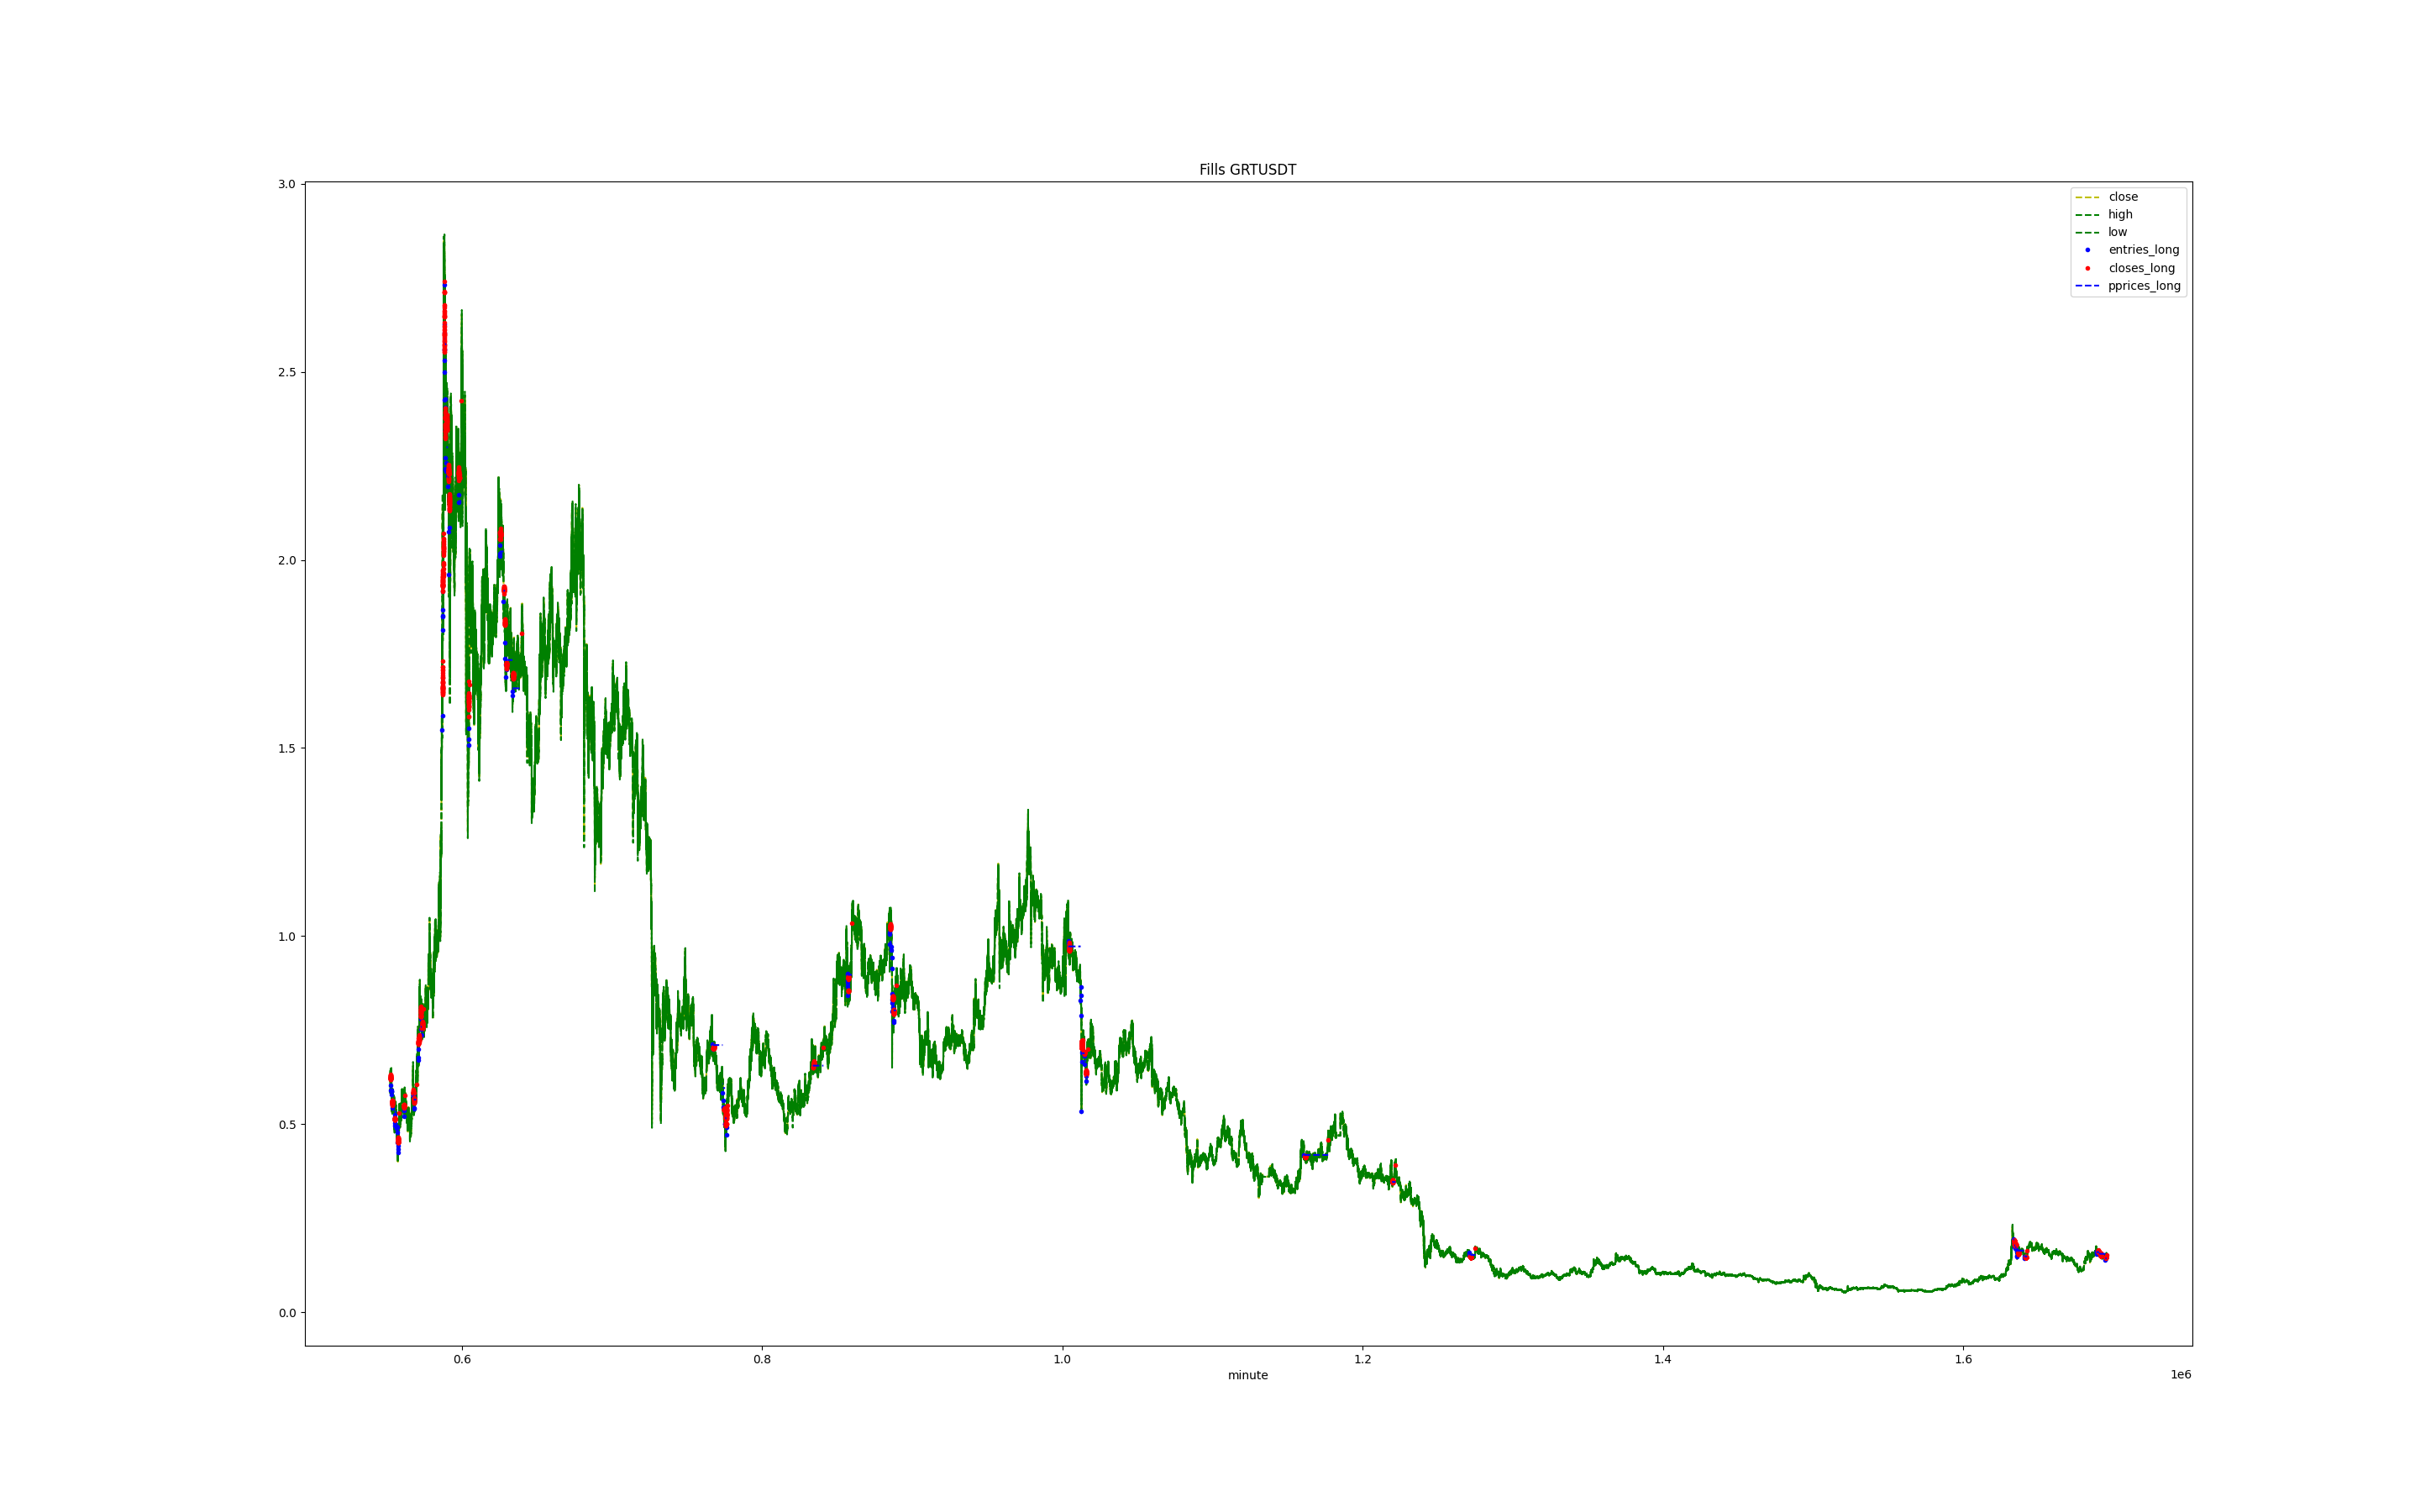 Fills GRTUSDT
3.0
2.5
2.0
1.5
1.0
0.5
0.0
close
high
low
entries_long
closes_long
pprices_long
0.6 0.8 1.0 1.2 1.4 1.6
minute
1e6